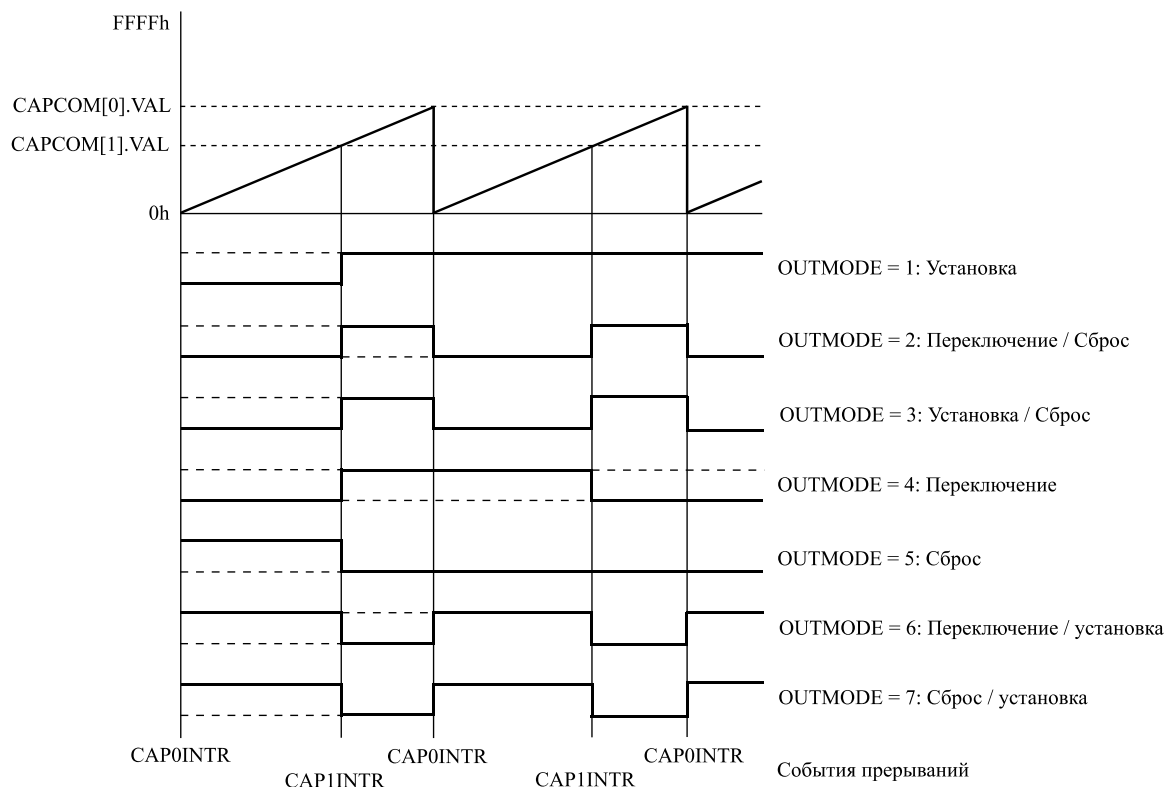 FFFFh
CAPCOM[0].VAL
CAPCOM[1].VAL
0h
OUTMODE = 1: Установка
OUTMODE = 2: Переключение / Сброс
OUTMODE = 3: Установка / Сброс
OUTMODE = 4: Переключение
OUTMODE = 5: Сброс
OUTMODE = 6: Переключение / установка
OUTMODE = 7: Сброс / установка
CAP0INTR
CAP1INTR
CAP0INTR
CAP1INTR
CAP0INTR
События прерываний